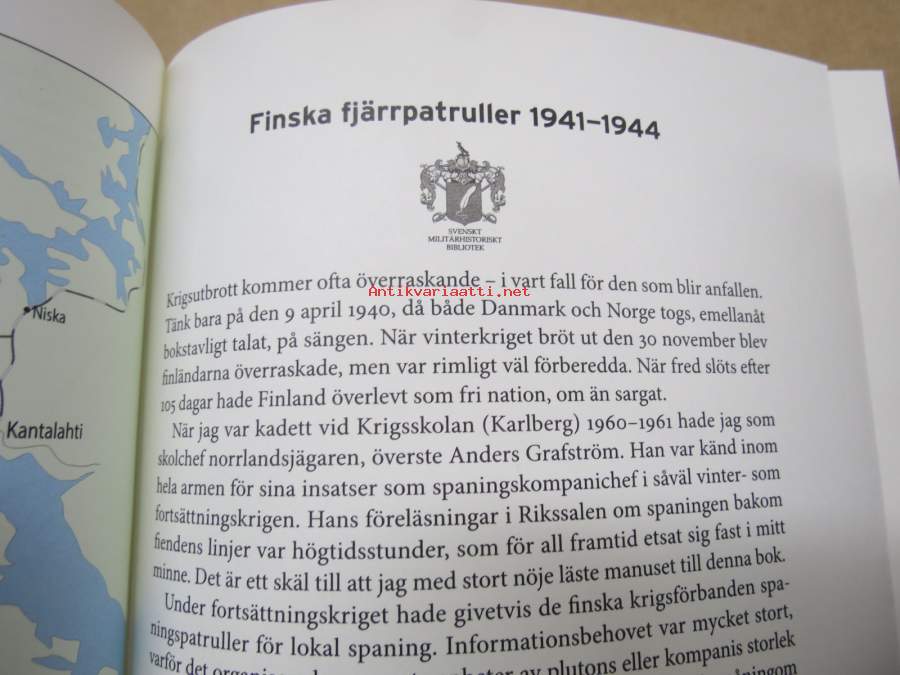 Niska
Kantalahti
Finska fjärrpatruller 1941–1944
SVENSKT
MILITÄRHISTORISKT
BIBLIOTEK
Antikvariaatti.net
Krigsutbrott kommer ofta överraskande – i vart fall för den som blir anfallen.
Tänk bara på den 9 april 1940, då både Danmark och Norge togs, emellanåt
bokstavligt talat, på sängen. När vinterkriget bröt ut den 30 november blev
finländarna överraskade, men var rimligt väl förberedda. När fred slöts efter
105 dagar hade Finland överlevt som fri nation, om än sargat.
När jag var kadett vid Krigsskolan (Karlberg) 1960–1961 hade jag som
skolchef norrlandsjägaren, överste Anders Grafström. Han var känd inom
hela armen för sina insatser som spaningskompanichef i såväl vinter- som
fortsättningskrigen. Hans föreläsningar i Rikssalen om spaningen bakom
fiendens linjer var högtidsstunder, som för all framtid etsat sig fast i mitt
minne. Det är ett skäl till att jag med stort nöje läste manuset till denna bok.
Under fortsättningskriget hade givetvis de finska krigsförbanden spa-
ningspatruller för lokal spaning. Informationsbehovet var mycket stort,
varför det av plutons eller kompanis storlek